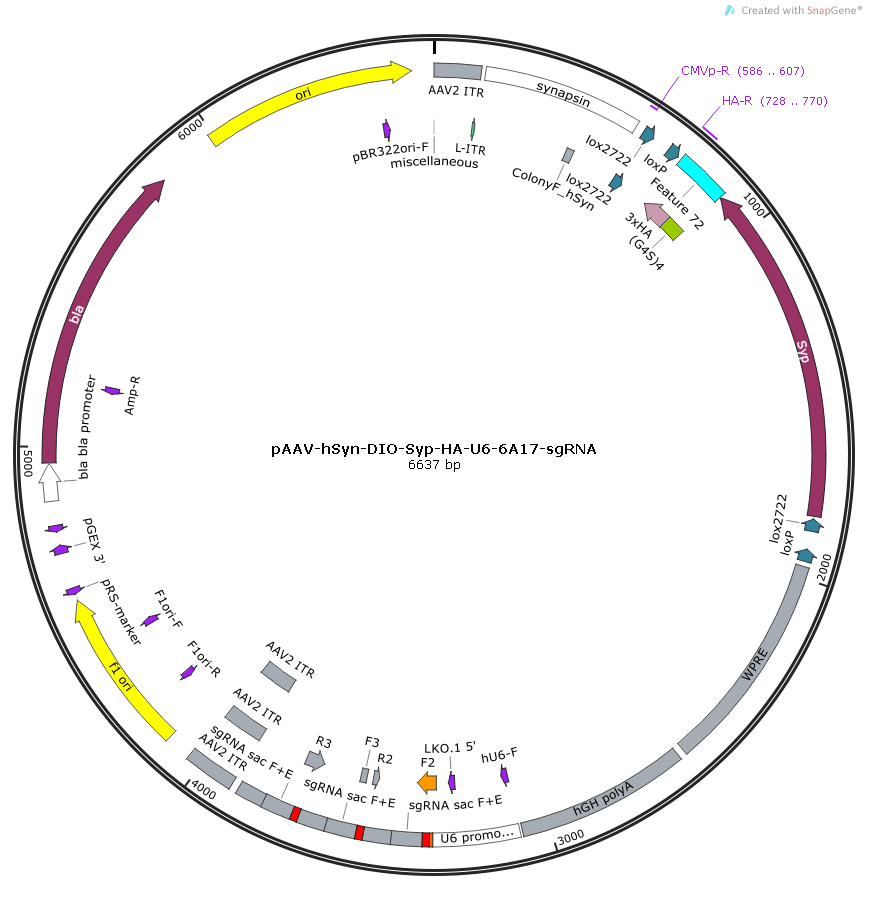 Created with SnapGene®
CMVp-R (586 .. 607)
HA-R (728 .. 770)
ori
AAV2 ITR
synapsin
6000
pBR322ori-F
miscellaneous
L-ITR
lox2722
loxP
ColonyF_hSyn
lox2722
Feature 72
1000
3xHA
(G4S)4
bla
Syp
Amp-R
bla bla promoter
pAAV-hSyn-DIO-Syp-HA-U6-6A17-sgRNA
6637 bp
5000
pGEX 3'
lox2722
loxP
2000
pRS-marker
F1ori-F
F1ori-R
f1 ori
WPRE
AAV2 ITR
AAV2 ITR
sgRNA sac F+E
AAV2 ITR
R3
F3
R2
LKO.1 5'
F2
hU6-F
4000
sgRNA sac F+E
sgRNA sac F+E
hGH polyA
U6 promo...
3000